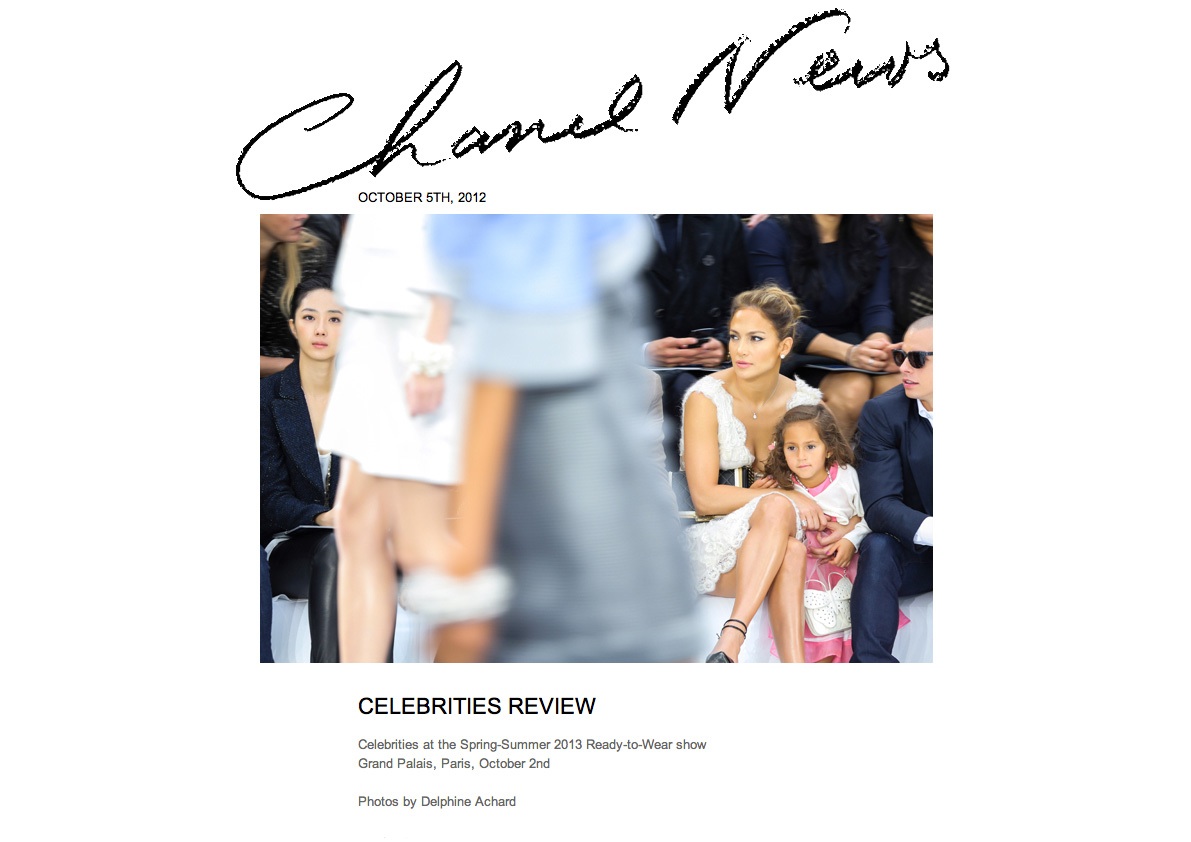 Chanel News
OCTOBER 5TH, 2012
CELEBRITIES REVIEW
Celebrities at the Spring-Summer 2013 Ready-to-Wear show
Grand Palais, Paris, October 2nd
Photos by Delphine Achard